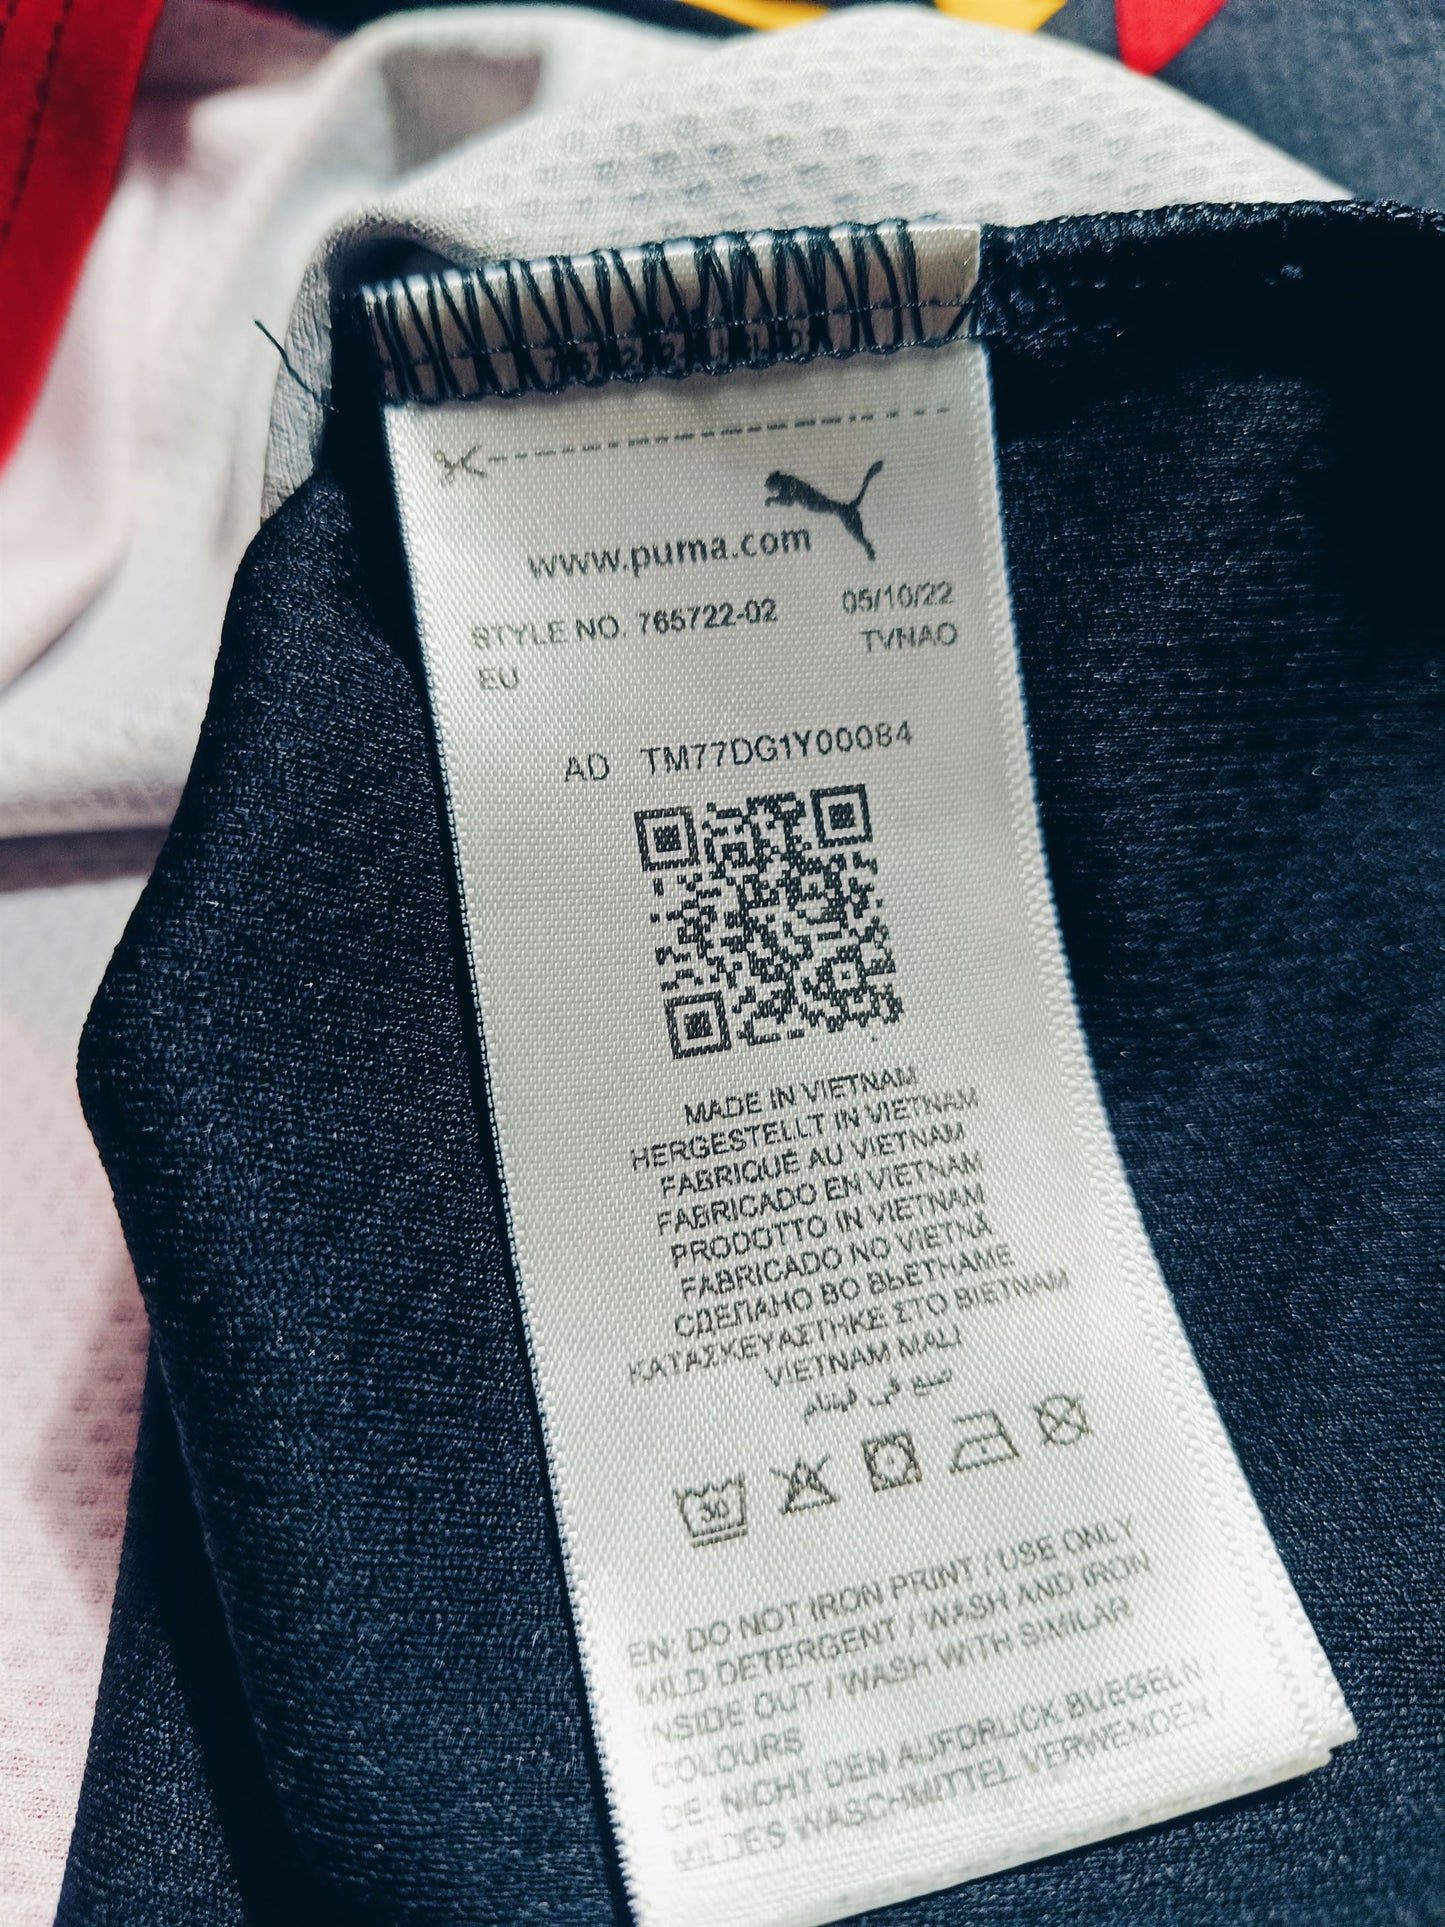 www.puma.com
STYLE NO. 765722-02 05/10/22
EU TVNAO
AD TM77DG1Y00084
MADE IN VIETNAM
HERGESTELLT IN VIETNAM
FABRIQUÉ AU VIETNAM
FABRICADO EN VIETNAM
PRODOTTO IN VIETNAM
FABRICADO NO VIETNÃ
СДЕЛАНО ВО ВЬЕТНАМЕ
ΚΑΤΑΣΚΕΥΑΣΤΗΚΕ ΣΤΟ ΒΙΕΤΝΑΜ
VIETNAM MALI
صنع في فيتنام
30
EN: DO NOT IRON PRINT / USE ONLY
MILD DETERGENT / WASH AND IRON
INSIDE OUT / WASH WITH SIMILAR
COLOURS
DE: NICHT DEN AUFDRUCK BUEGELN /
MILDES WASCHMITTEL VERWENDEN /